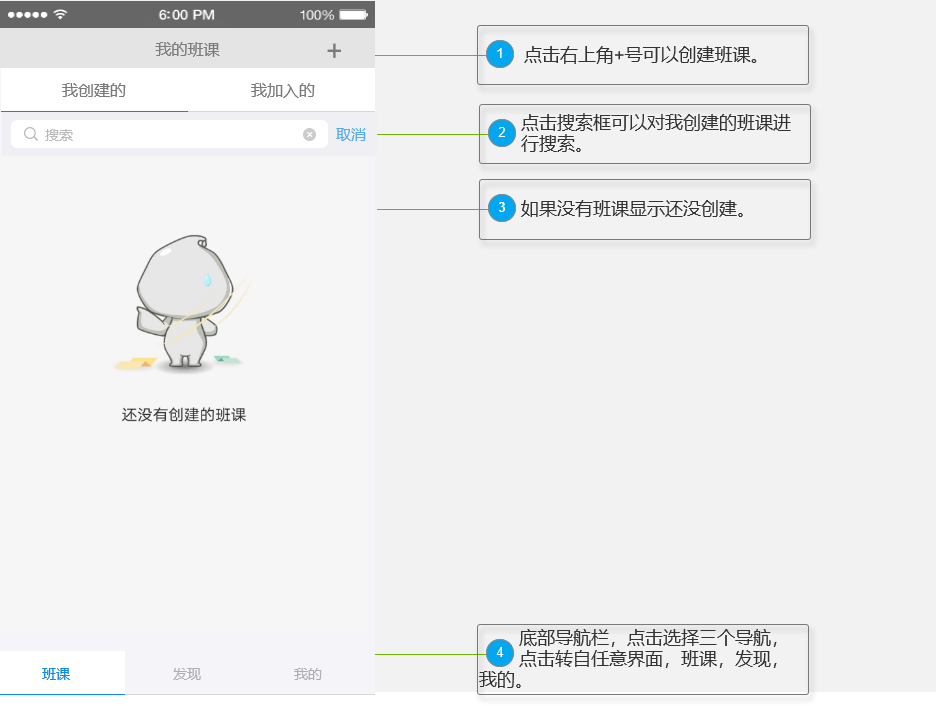 6:00 PM 100%
我的班课 +
我创建的 我加入的
搜索 取消
还没有创建的班课
班课 发现 我的
1 点击右上角+号可以创建班课。
2 点击搜索框可以对我创建的班课进
行搜索。
3 如果没有班课显示还没创建。
4 底部导航栏，点击选择三个导航，
点击转自任意界面，班课，发现，
我的。